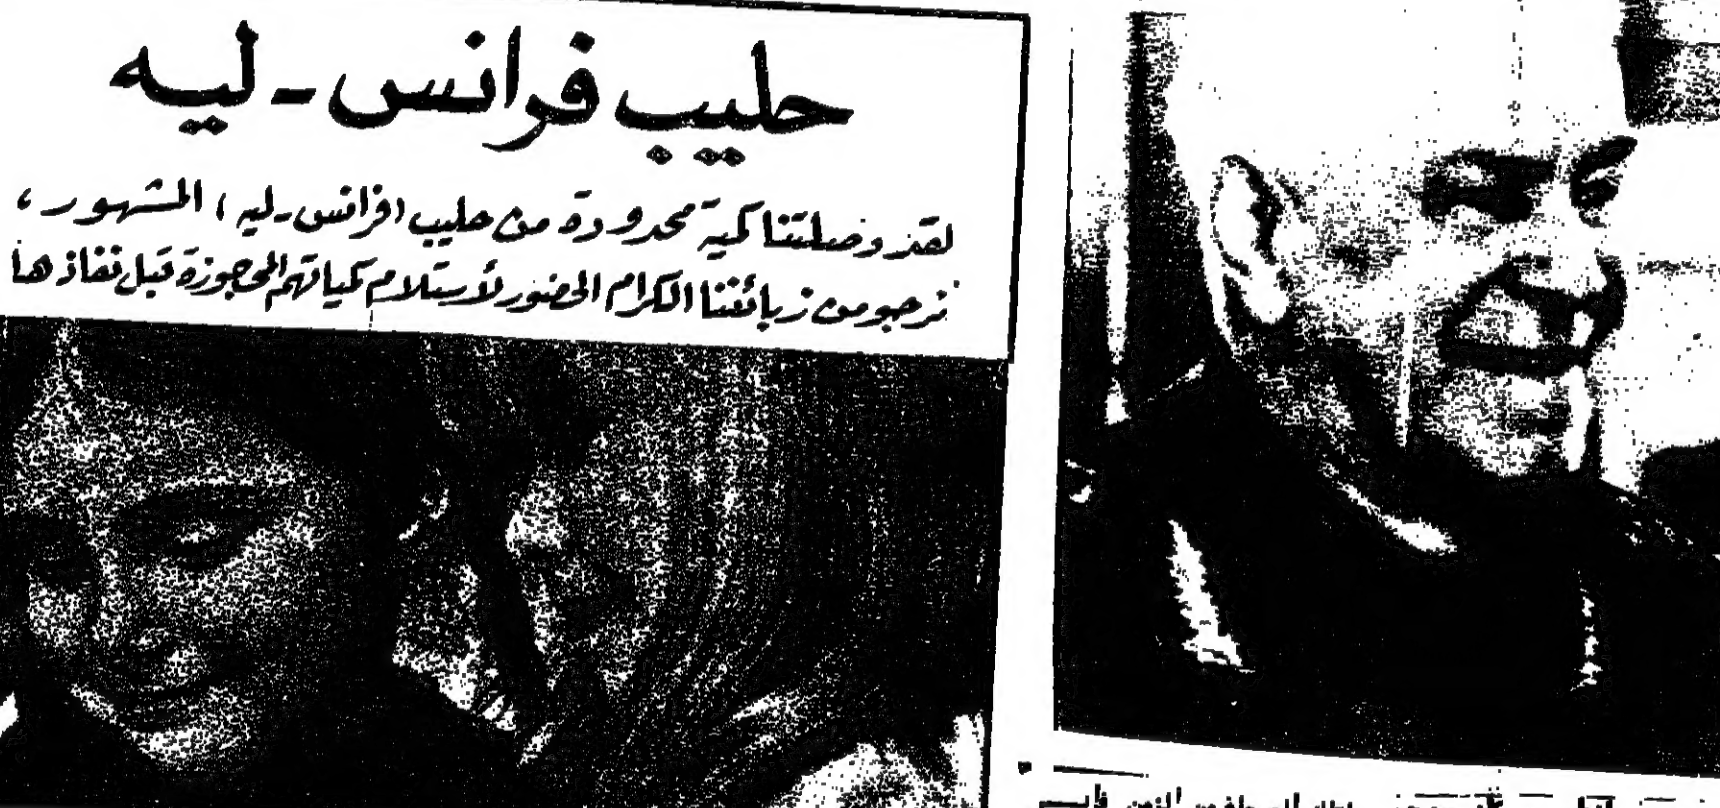 حليب فرانس - ليه
لقد وصلتنا كمية محدودة من حليب (فرانس - ليه) المشهور ،
نرجو من زبائننا الكرام الحضور لأستلام كمياتهم المحجوزة قبل نفاذها